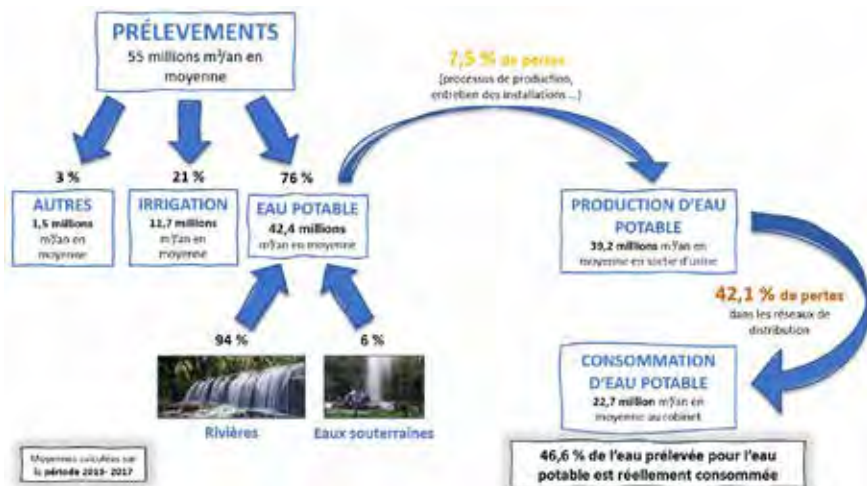 PRÉLEVEMENTS
55 millions m³/an en
moyenne
7,5 % de pertes
(processus de production,
entretien des installations ...)
3 %
21 %
76 %
AUTRES
1,5 millions
m³/an en
moyenne
IRRIGATION
11,7 millions
m³/an en
moyenne
EAU POTABLE
42,4 millions
m³/an en moyenne
PRODUCTION D'EAU
POTABLE
39,2 millions m³/an en
moyenne en sortie d'usine
42,1 % de pertes
dans les réseaux de
distribution
94 %
6 %
Rivières
Eaux souterraines
CONSOMMATION
D'EAU POTABLE
22,7 million m³/an en
moyenne au robinet
Moyennes calculées sur
la période 2013- 2017
46,6 % de l'eau prélevée pour l'eau
potable est réellement consommée